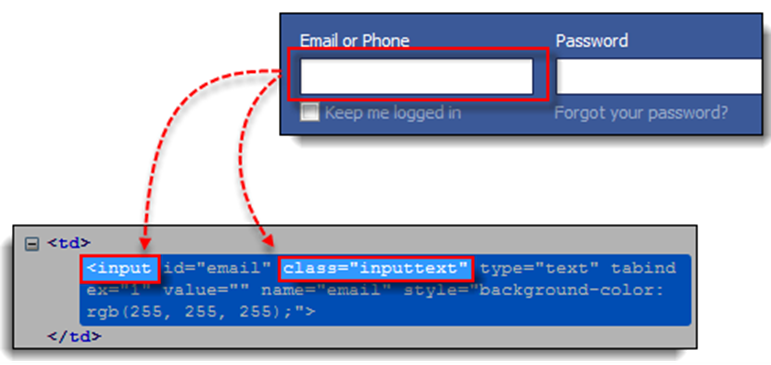 Email or Phone Password
Keep me logged in Forgot your password?
<td>
<input id="email" class="inputtext" type="text" tabind
ex="1" value="" name="email" style="background-color:
rgb(255, 255, 255);">
</td>